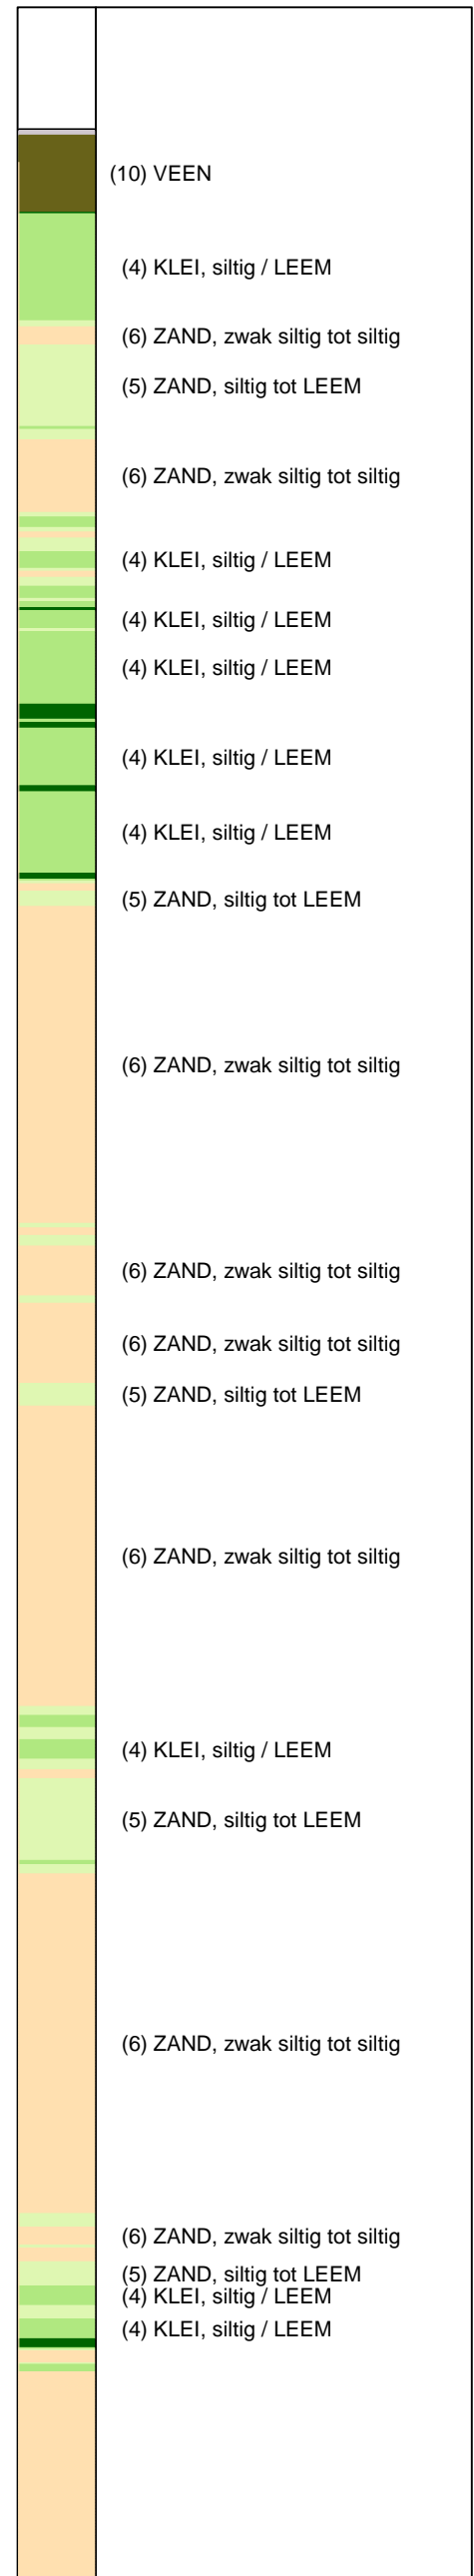 (10) VEEN
(4) KLEI, siltig / LEEM
(6) ZAND, zwak siltig tot siltig
(5) ZAND, siltig tot LEEM
(6) ZAND, zwak siltig tot siltig
(4) KLEI, siltig / LEEM
(4) KLEI, siltig / LEEM
(4) KLEI, siltig / LEEM
(4) KLEI, siltig / LEEM
(4) KLEI, siltig / LEEM
(5) ZAND, siltig tot LEEM
(6) ZAND, zwak siltig tot siltig
(6) ZAND, zwak siltig tot siltig
(6) ZAND, zwak siltig tot siltig
(5) ZAND, siltig tot LEEM
(6) ZAND, zwak siltig tot siltig
(4) KLEI, siltig / LEEM
(5) ZAND, siltig tot LEEM
(6) ZAND, zwak siltig tot siltig
(6) ZAND, zwak siltig tot siltig
(5) ZAND, siltig tot LEEM
(4) KLEI, siltig / LEEM
(4) KLEI, siltig / LEEM